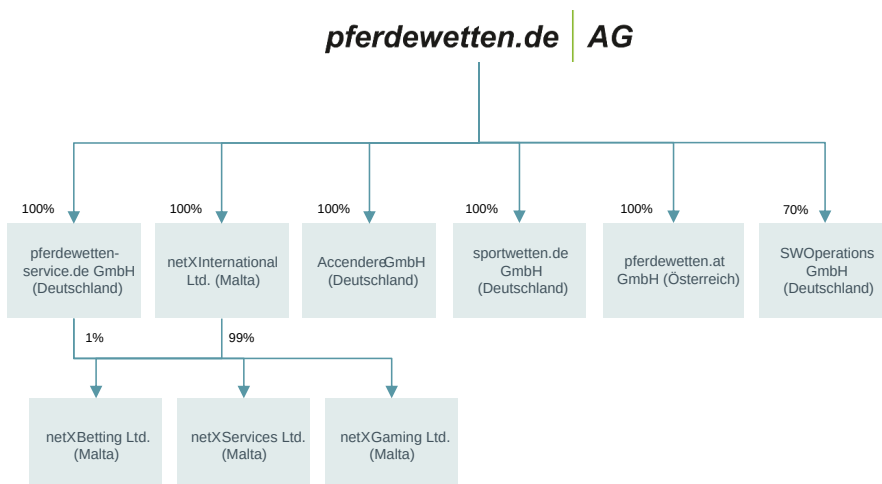 pferdewetten.de AG
100%
100%
100%
100%
100%
70%
pferdewetten-
service.de GmbH
(Deutschland)
netXInternational
Ltd. (Malta)
AccendereGmbH
(Deutschland)
sportwetten.de
GmbH
(Deutschland)
pferdewetten.at
GmbH (Österreich)
SWOperations
GmbH
(Deutschland)
1%
99%
netXBetting Ltd.
(Malta)
netXServices Ltd.
(Malta)
netXGaming Ltd.
(Malta)